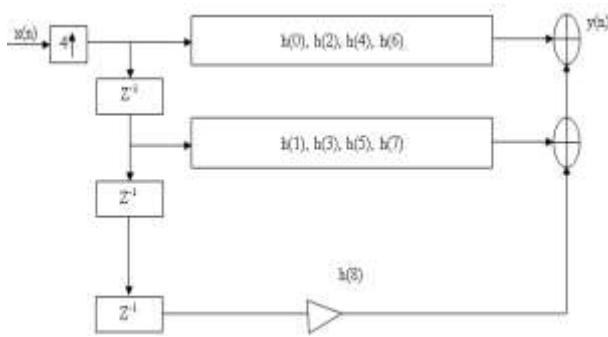 x(n)
4↑
h(0), h(2), h(4), h(6)
y(n)
Z⁻¹
h(1), h(3), h(5), h(7)
Z⁻¹
h(8)
Z⁻¹